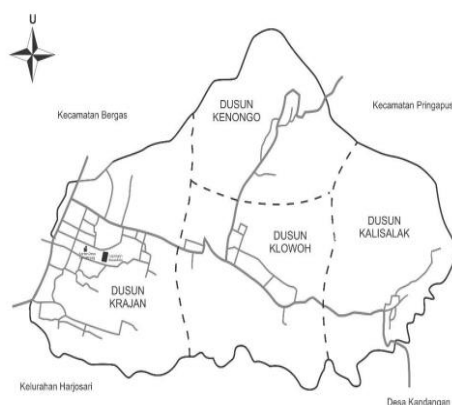 U
DUSUN
KENONGO
Kecamatan Bergas
Kecamatan Pringapus
DUSUN
KLOWOH
DUSUN
KALISALAK
DUSUN
KRAJAN
Kelurahan Harjosari
Desa Kandangan